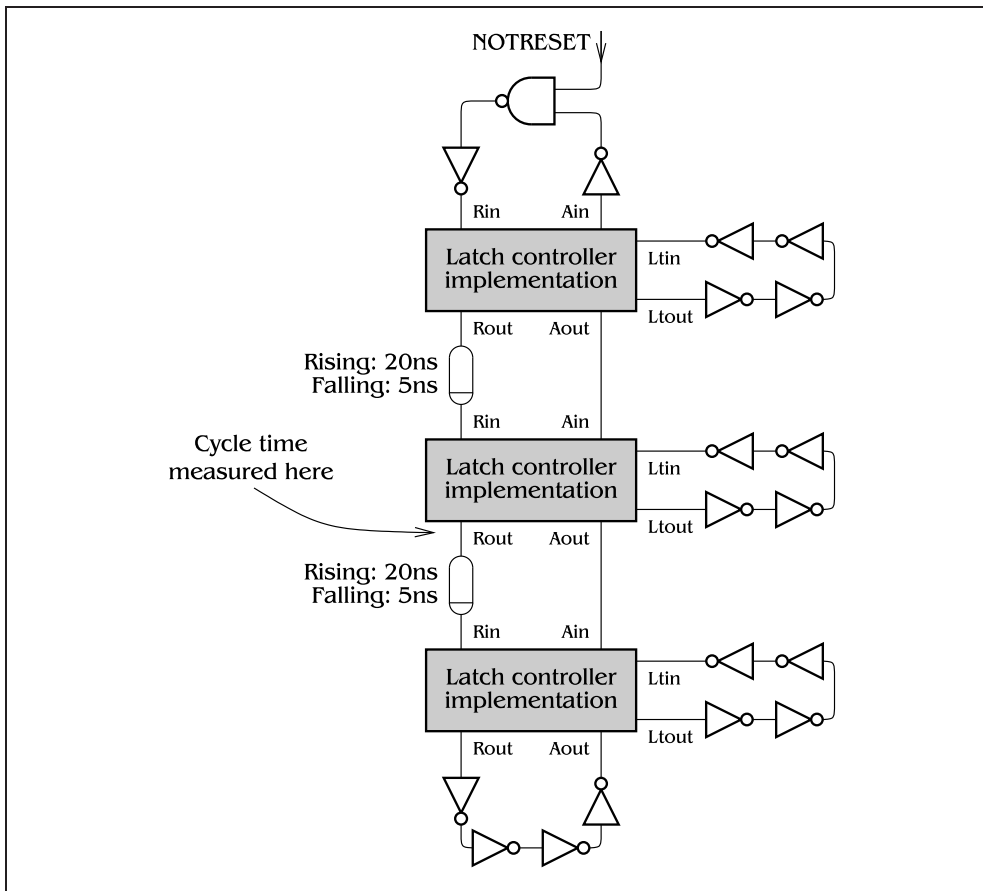 NOTRESET
Rin
Ain
Latch controller
implementation
Ltin
Ltout
Rout
Aout
Rising: 20ns
Falling: 5ns
Rin
Ain
Cycle time
measured here
Latch controller
implementation
Ltin
Ltout
Rout
Aout
Rising: 20ns
Falling: 5ns
Rin
Ain
Latch controller
implementation
Ltin
Ltout
Rout
Aout